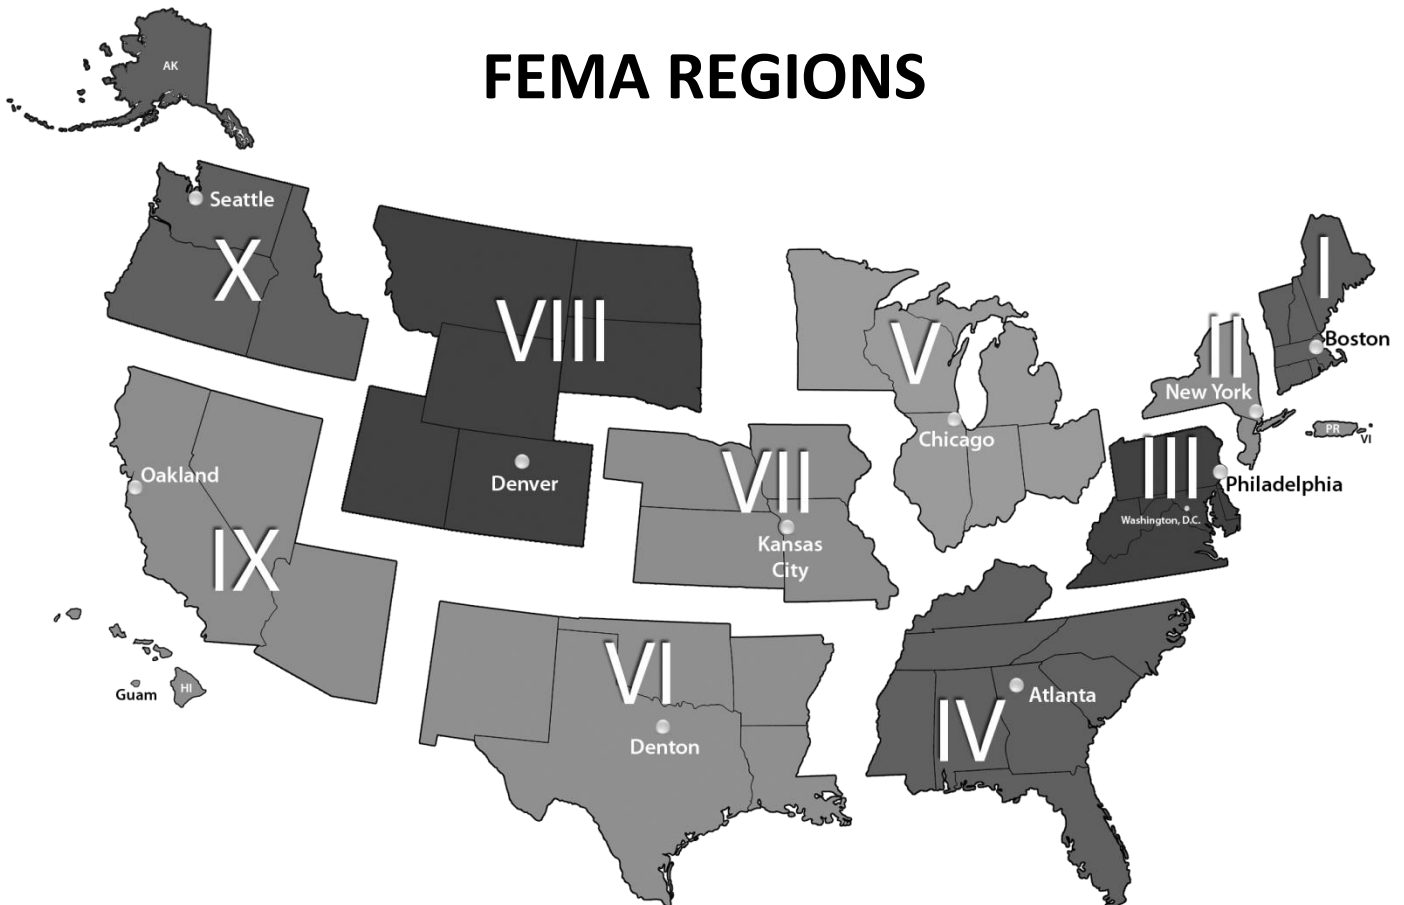 FEMA REGIONS
AK
Seattle
X
VIII
V
I
II
Boston
New York
PR
VI
Chicago
III
Philadelphia
Washington, D.C.
Oakland
Denver
VII
Kansas
City
IX
Guam
HI
VI
Denton
Atlanta
IV